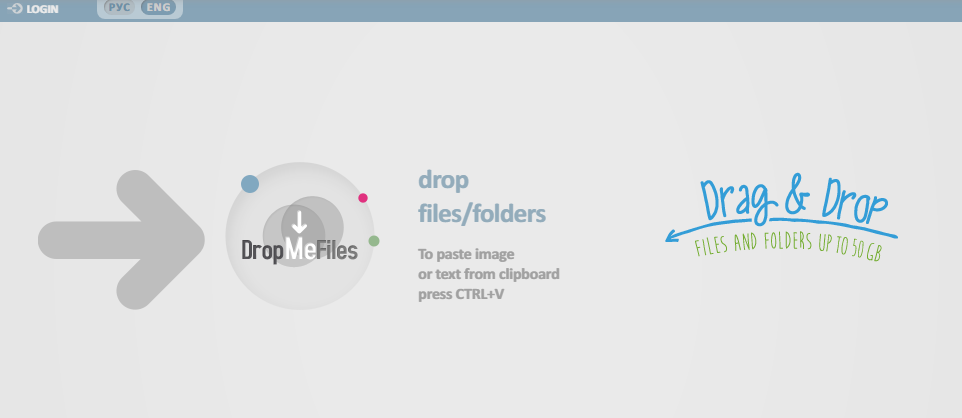 LOGIN
РУС ENG
drop
files/folders
To paste image
or text from clipboard
press CTRL+V
DropMeFiles
Drag & Drop
FILES AND FOLDERS UP TO 50 GB